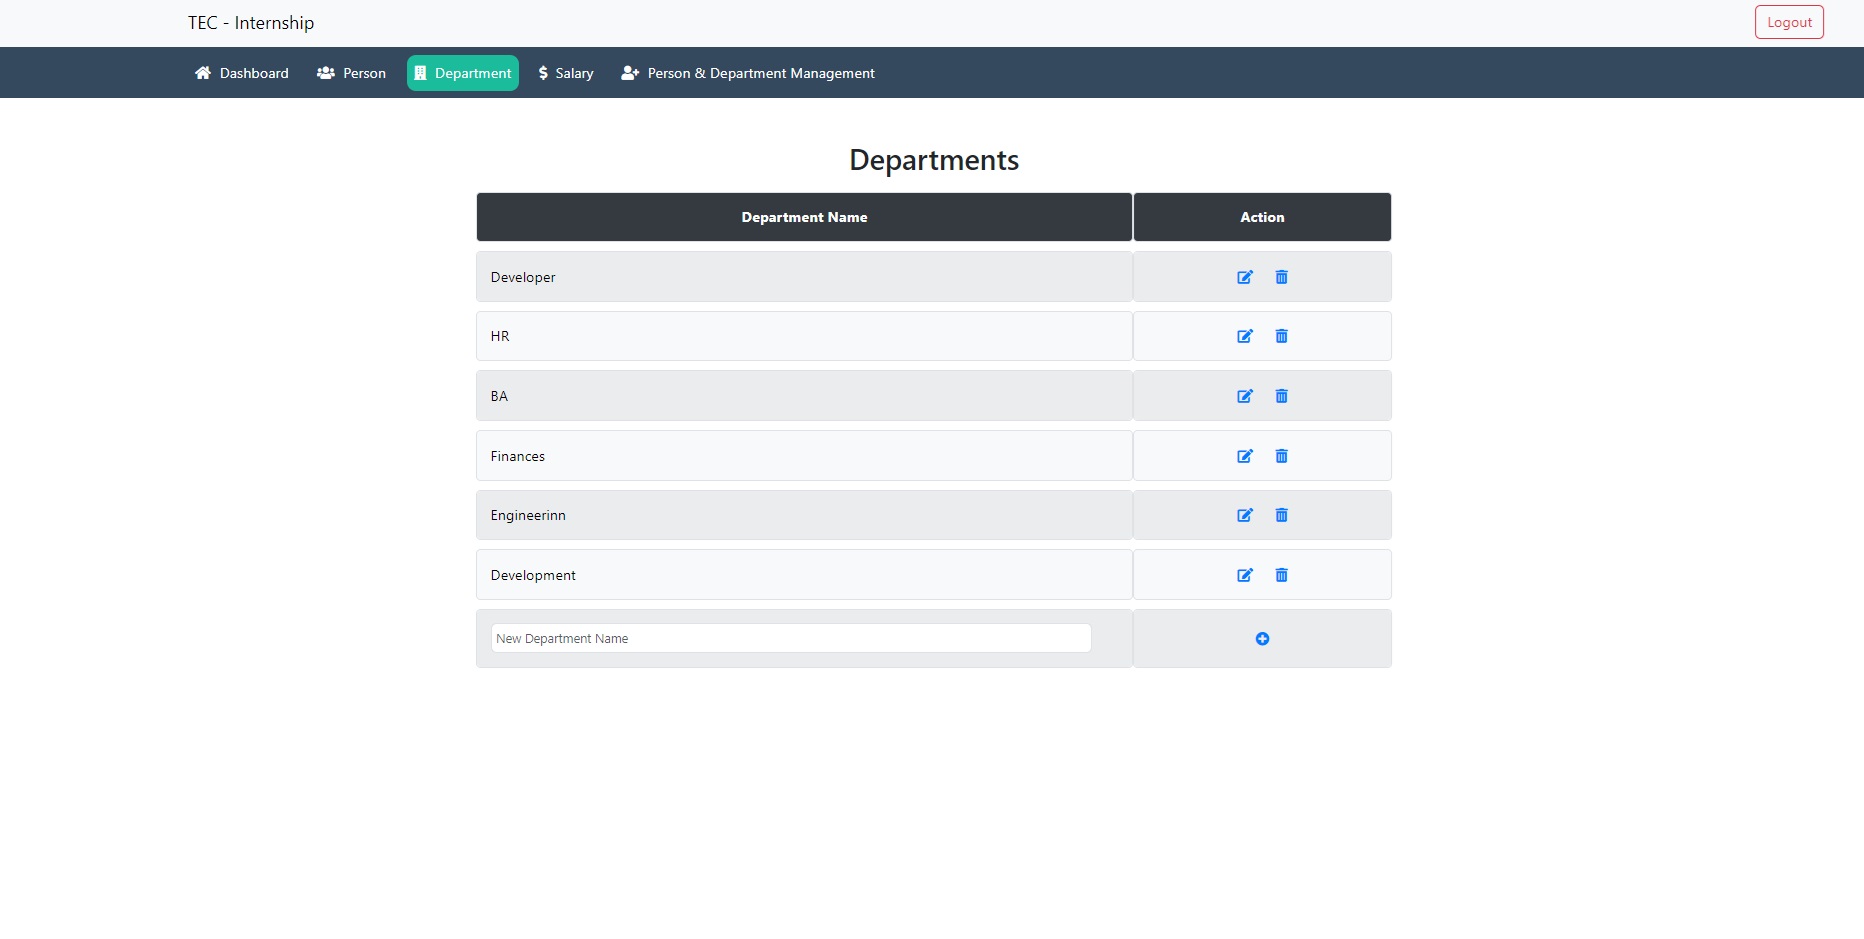 TEC - Internship
Logout
Dashboard Person Department Salary Person & Department Management
Departments
Department Name Action
Developer
HR
BA
Finances
Engineerinn
Development
New Department Name